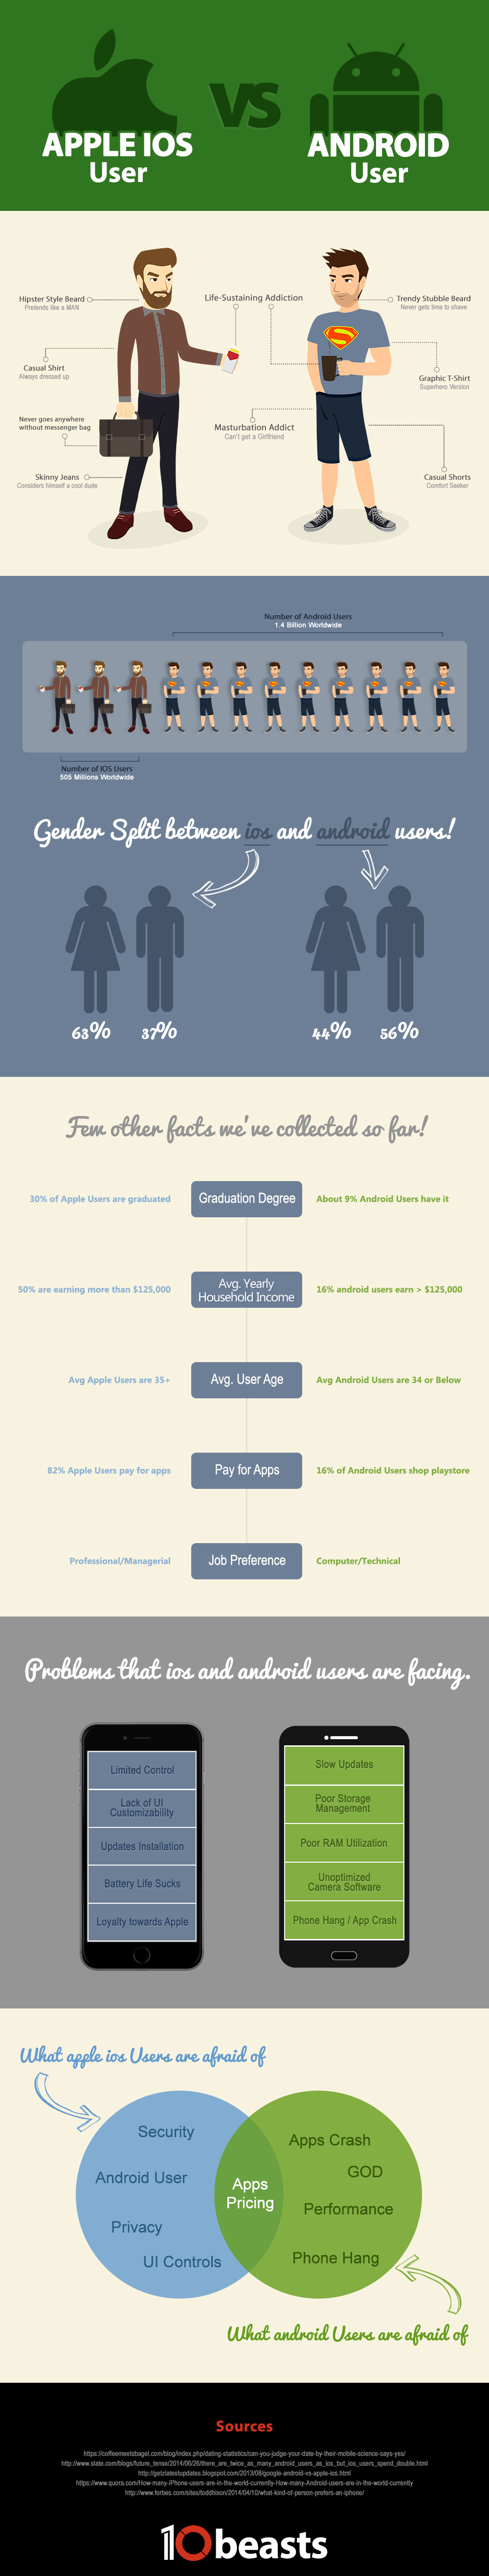 APPLE IOS
User
VS
ANDROID
User
Hipster Style Beard
Pretends like a MAN
Life-Sustaining Addiction
Trendy Stubble Beard
Never gets time to shave
Casual Shirt
Always dressed up
Graphic T-Shirt
Superhero Version
Never goes anywhere
without messenger bag
Masturbation Addict
Can't get a Girlfriend
Skinny Jeans
Considers himself a cool dude
Casual Shorts
Comfort Seeker
Number of Android Users
1.4 Billion Worldwide
Number of IOS Users
505 Millions Worldwide
Gender Split between ios and android users!
63%
37%
44%
56%
Few other facts we've collected so far!
30% of Apple Users are graduated
Graduation Degree
About 9% Android Users have it
50% are earning more than $125,000
Avg. Yearly
Household Income
16% android users earn > $125,000
Avg Apple Users are 35+
Avg. User Age
Avg Android Users are 34 or Below
82% Apple Users pay for apps
Pay for Apps
16% of Android Users shop playstore
Professional/Managerial
Job Preference
Computer/Technical
Problems that ios and android users are facing.
Limited Control
Lack of UI
Customizability
Updates Installation
Battery Life Sucks
Loyalty towards Apple
Slow Updates
Poor Storage
Management
Poor RAM Utilization
Unoptimized
Camera Software
Phone Hang / App Crash
What apple ios Users are afraid of
Security
Android User
Privacy
UI Controls
Apps
Pricing
Apps Crash
GOD
Performance
Phone Hang
What android Users are afraid of
Sources
https://coffeemeetsbagel.com/blog/index.php/dating-statistics/can-you-judge-your-date-by-their-mobile-science-says-yes/
http://www.slate.com/blogs/future_tense/2014/06/26/there_are_twice_as_many_android_users_as_ios_but_ios_users_spend_double.html
http://getzlatestupdates.blogspot.com/2013/08/google-android-vs-apple-ios.html
https://www.quora.com/How-many-iPhone-users-are-in-the-world-currently-How-many-Android-users-are-in-the-world-currently
http://www.forbes.com/sites/toddhixon/2014/04/10/what-kind-of-person-prefers-an-iphone/
10beasts